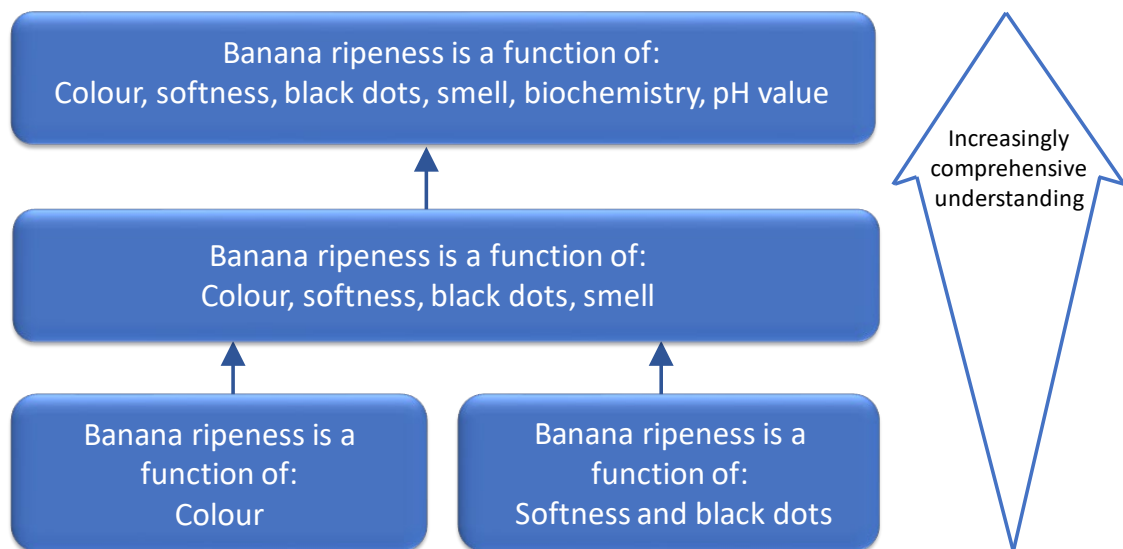 Banana ripeness is a function of:
Colour, softness, black dots, smell, biochemistry, pH value
Increasingly
comprehensive
understanding
Banana ripeness is a function of:
Colour, softness, black dots, smell
Banana ripeness is a
function of:
Colour
Banana ripeness is a
function of:
Softness and black dots